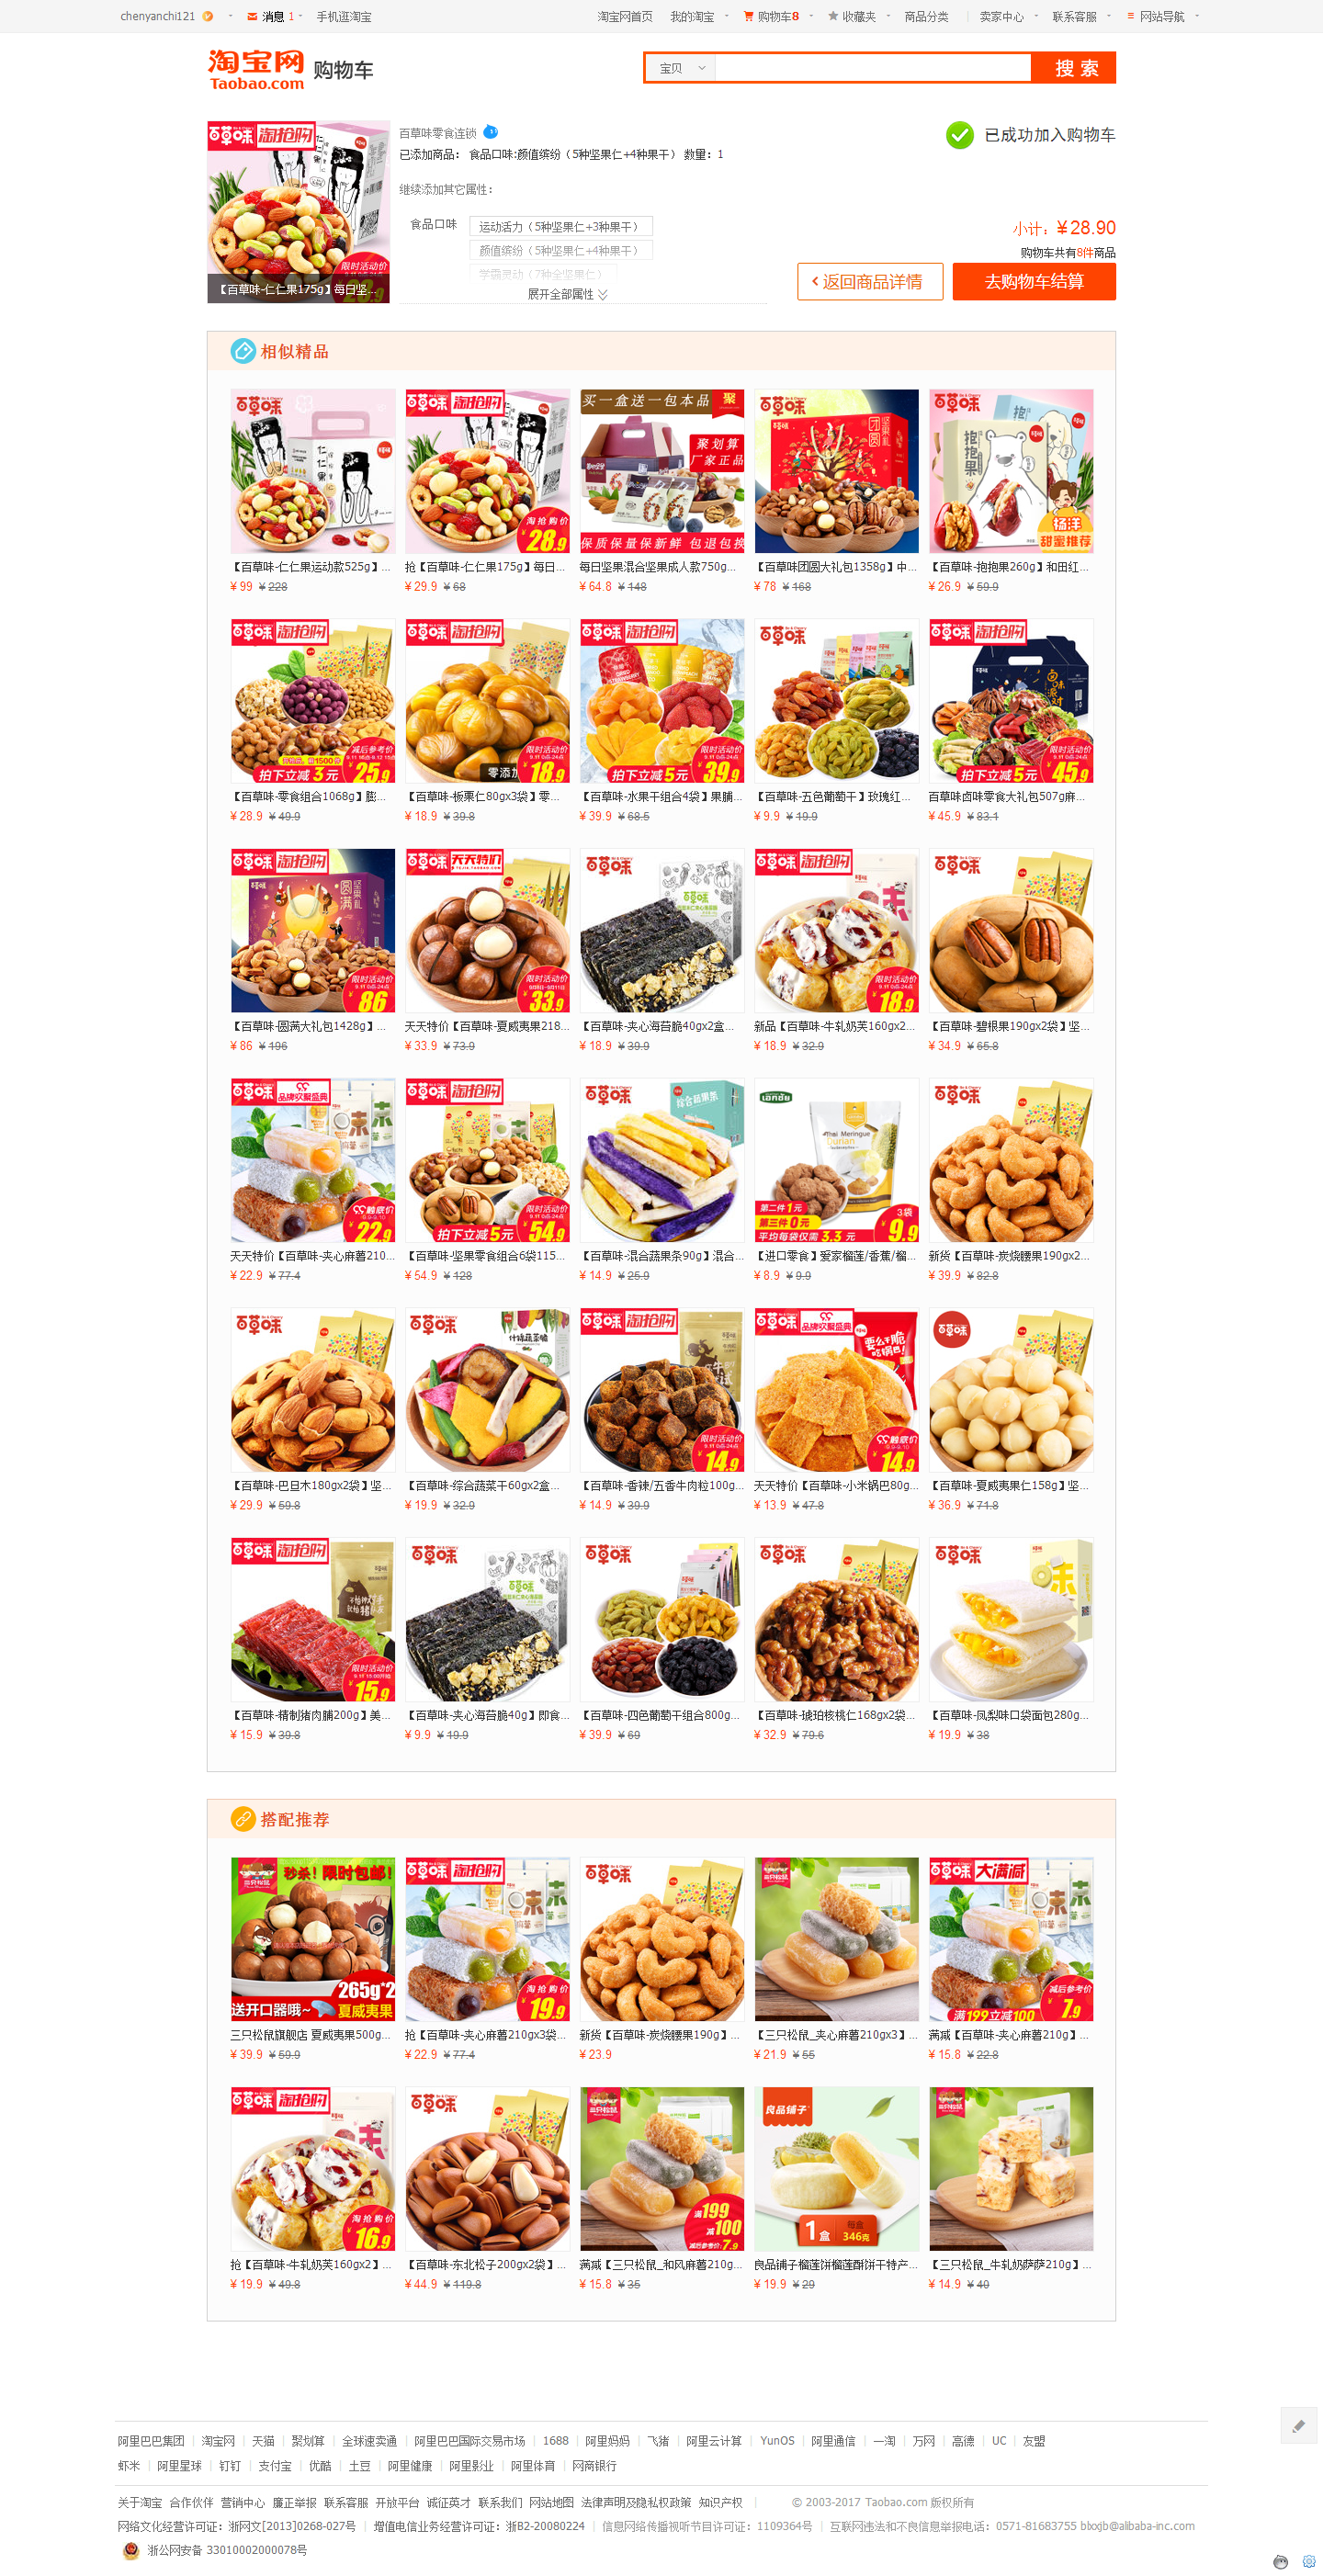 chenyanchi121 消息 1 手机逛淘宝 淘宝网首页 我的淘宝 购物车8 收藏夹 商品分类 卖家中心 联系客服 网站导航
淘宝网 购物车
Taobao.com
宝贝 搜 索
百草味零食连锁
已成功加入购物车
已添加商品： 食品口味:颜值缤纷（5种坚果仁+4种果干） 数量：1
继续添加其它属性：
食品口味 运动活力（5种坚果仁+3种果干）
颜值缤纷（5种坚果仁+4种果干）
学霸灵动（7种全坚果仁）
展开全部属性
【百草味-仁仁果175g】每日坚...
小计：¥28.90
购物车共有8件商品
返回商品详情 去购物车结算
相似精品
【百草味-仁仁果运动款525g】... 抢【百草味-仁仁果175g】每日... 每日坚果混合坚果成人款750g... 【百草味团圆大礼包1358g】中... 【百草味-抱抱果260g】和田红...
¥99 ¥228 ¥29.9 ¥68 ¥64.8 ¥148 ¥78 ¥168 ¥26.9 ¥59.9
【百草味-零食组合1068g】膨... 【百草味-板栗仁80gx3袋】零... 【百草味-水果干组合4袋】果脯... 【百草味-五色葡萄干】玫瑰红... 百草味卤味零食大礼包507g麻...
¥28.9 ¥49.9 ¥18.9 ¥39.8 ¥39.9 ¥68.5 ¥9.9 ¥19.9 ¥45.9 ¥83.1
【百草味-圆满大礼包1428g】... 天天特价【百草味-夏威夷果218... 【百草味-夹心海苔脆40gx2盒... 新品【百草味-牛轧奶芙160gx2... 【百草味-碧根果190gx2袋】坚...
¥86 ¥196 ¥33.9 ¥73.9 ¥18.9 ¥39.9 ¥18.9 ¥32.9 ¥34.9 ¥65.8
天天特价【百草味-夹心麻薯210... 【百草味-坚果零食组合6袋115... 【百草味-混合蔬果条90g】混合... 【进口零食】爱家榴莲/香蕉/榴... 新货【百草味-炭烧腰果190gx2...
¥22.9 ¥77.4 ¥54.9 ¥128 ¥14.9 ¥25.9 ¥8.9 ¥9.9 ¥39.9 ¥82.8
【百草味-巴旦木180gx2袋】坚... 【百草味-综合蔬菜干60gx2盒... 【百草味-香辣/五香牛肉粒100g... 天天特价【百草味-小米锅巴80g... 【百草味-夏威夷果仁158g】坚...
¥29.9 ¥59.8 ¥19.9 ¥32.9 ¥14.9 ¥39.9 ¥13.9 ¥47.8 ¥36.9 ¥71.8
【百草味-精制猪肉脯200g】美... 【百草味-夹心海苔脆40g】即食... 【百草味-四色葡萄干组合800g... 【百草味-琥珀核桃仁168gx2袋... 【百草味-凤梨味口袋面包280g...
¥15.9 ¥39.8 ¥9.9 ¥19.9 ¥39.9 ¥69 ¥32.9 ¥79.6 ¥19.9 ¥38
搭配推荐
三只松鼠旗舰店 夏威夷果500g... 抢【百草味-夹心麻薯210gx3袋... 新货【百草味-炭烧腰果190g】... 【三只松鼠_夹心麻薯210gx3】... 满减【百草味-夹心麻薯210g】...
¥39.9 ¥59.9 ¥22.9 ¥77.4 ¥23.9 ¥21.9 ¥55 ¥15.8 ¥22.8
抢【百草味-牛轧奶芙160gx2】... 【百草味-东北松子200gx2袋】... 满减【三只松鼠_和风麻薯210g... 良品铺子榴莲饼榴莲酥饼干特产... 【三只松鼠_牛轧奶萨萨210g】...
¥19.9 ¥49.8 ¥44.9 ¥119.8 ¥15.8 ¥35 ¥19.9 ¥29 ¥14.9 ¥40
阿里巴巴集团 | 淘宝网 | 天猫 | 聚划算 | 全球速卖通 | 阿里巴巴国际交易市场 | 1688 | 阿里妈妈 | 飞猪 | 阿里云计算 | YunOS | 阿里通信 | 一淘 | 万网 | 高德 | UC | 友盟
虾米 | 阿里星球 | 钉钉 | 支付宝 | 优酷 | 土豆 | 阿里健康 | 阿里影业 | 阿里体育 | 网商银行
关于淘宝 合作伙伴 营销中心 廉正举报 联系客服 开放平台 诚征英才 联系我们 网站地图 法律声明及隐私权政策 知识产权 | © 2003-2017 Taobao.com 版权所有
网络文化经营许可证：浙网文[2013]0268-027号 | 增值电信业务经营许可证：浙B2-20080224 | 信息网络传播视听节目许可证：1109364号 | 互联网违法和不良信息举报电话：0571-81683755 blxxjb@alibaba-inc.com
浙公网安备 33010002000078号